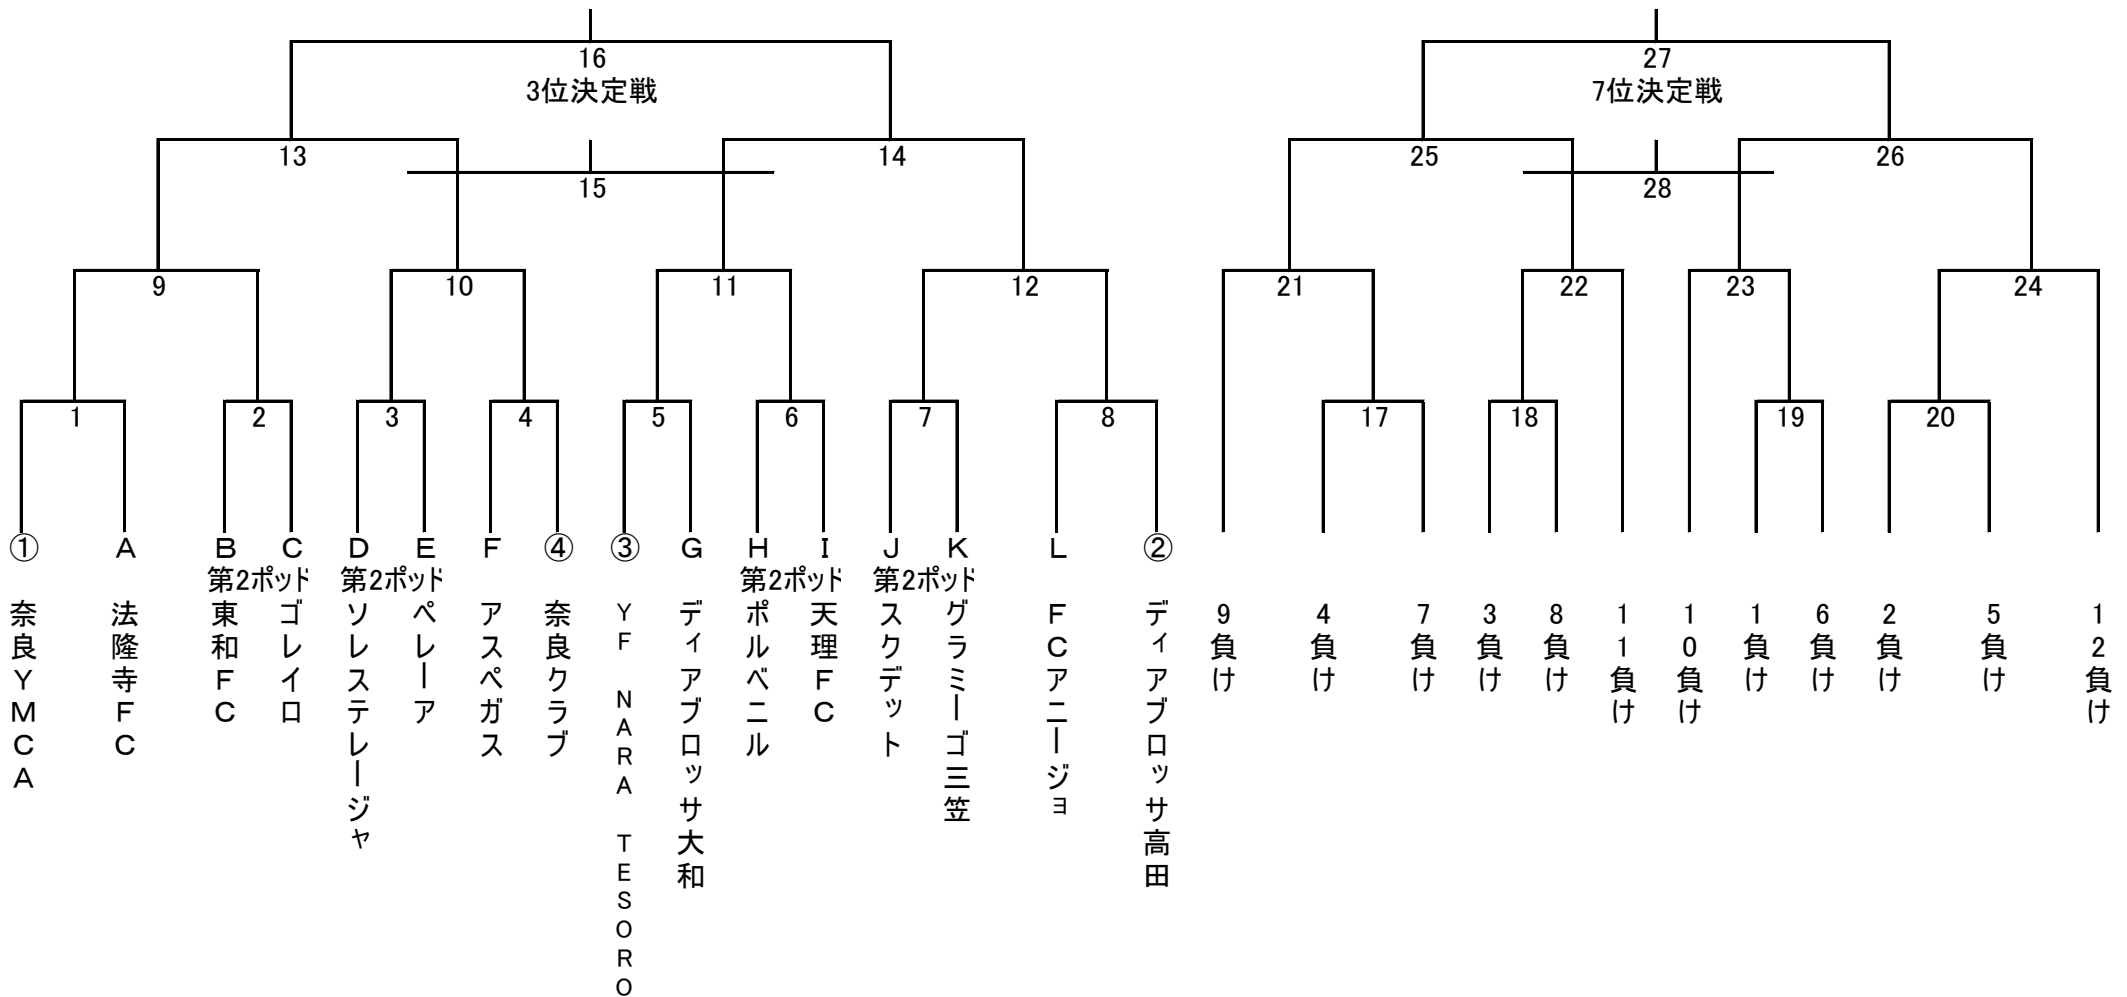 16
27
3位決定戦
7位決定戦
13
14
25
26
15
28
9
10
11
12
21
22
23
24
1
2
3
4
5
6
7
8
17
18
19
20
①
A
B
C
D
E
F
④
③
G
H
I
J
K
L
②
第2ポッド
第2ポッド
第2ポッド
第2ポッド
奈良YMCA
法隆寺FC
東和FC
ゴレイロ
ソレステレージャ
ペレーア
アスペガス
奈良クラブ
YF NARA TESORO
ディアブロッサ大和
ポルベニル
天理FC
スクデット
グラミーゴ三笠
FCアニージョ
ディアブロッサ高田
9負け
4負け
7負け
3負け
8負け
11負け
10負け
1負け
6負け
2負け
5負け
12負け